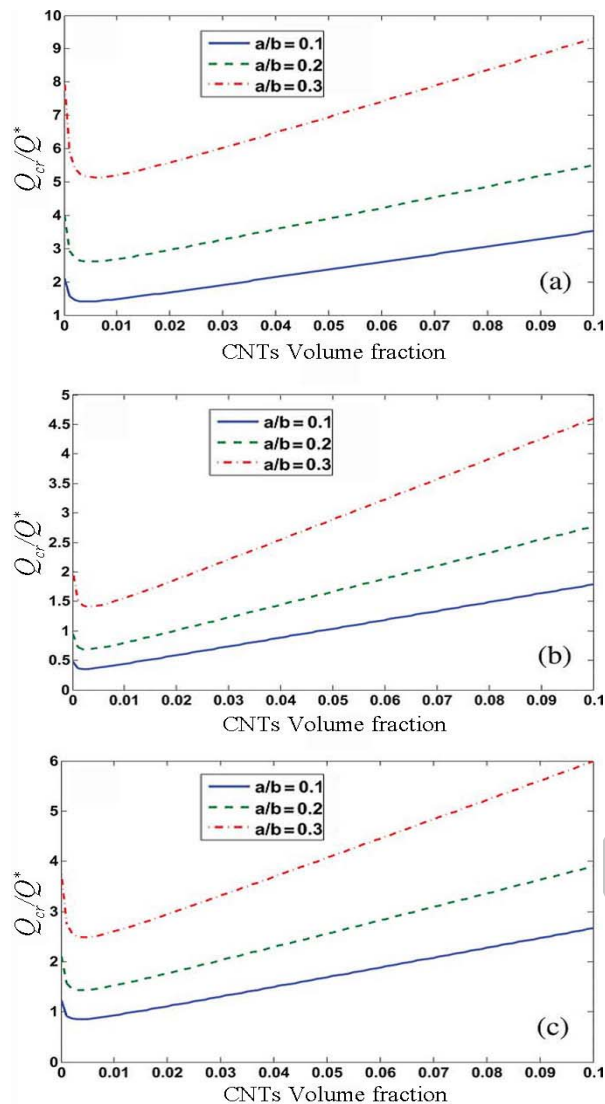 10
9
8
7
6
5
4
3
2
1
Qcr/Q*
a/b= 0.1
a/b= 0.2
a/b= 0.3
(a)
0 0.01 0.02 0.03 0.04 0.05 0.06 0.07 0.08 0.09 0.1
CNTs Volume fraction
5
4.5
4
3.5
3
2.5
2
1.5
1
0.5
0
Qcr/Q*
a/b= 0.1
a/b= 0.2
a/b= 0.3
(b)
0 0.01 0.02 0.03 0.04 0.05 0.06 0.07 0.08 0.09 0.1
CNTs Volume fraction
6
5
4
3
2
1
0
Qcr/Q*
a/b=0.1
a/b=0.2
a/b=0.3
(c)
0 0.01 0.02 0.03 0.04 0.05 0.06 0.07 0.08 0.09 0.1
CNTs Volume fraction